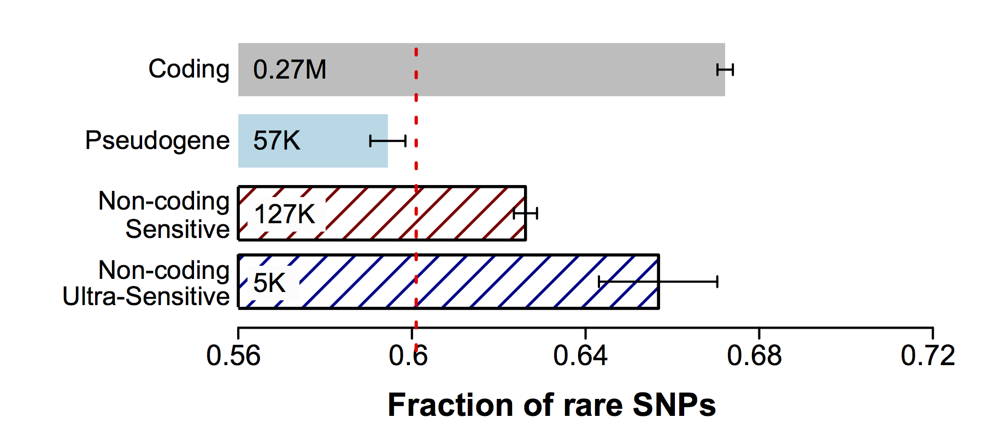 Coding
0.27M
Pseudogene
57K
Non-coding
Sensitive
127K
Non-coding
Ultra-Sensitive
5K
0.56 0.6 0.64 0.68 0.72
Fraction of rare SNPs